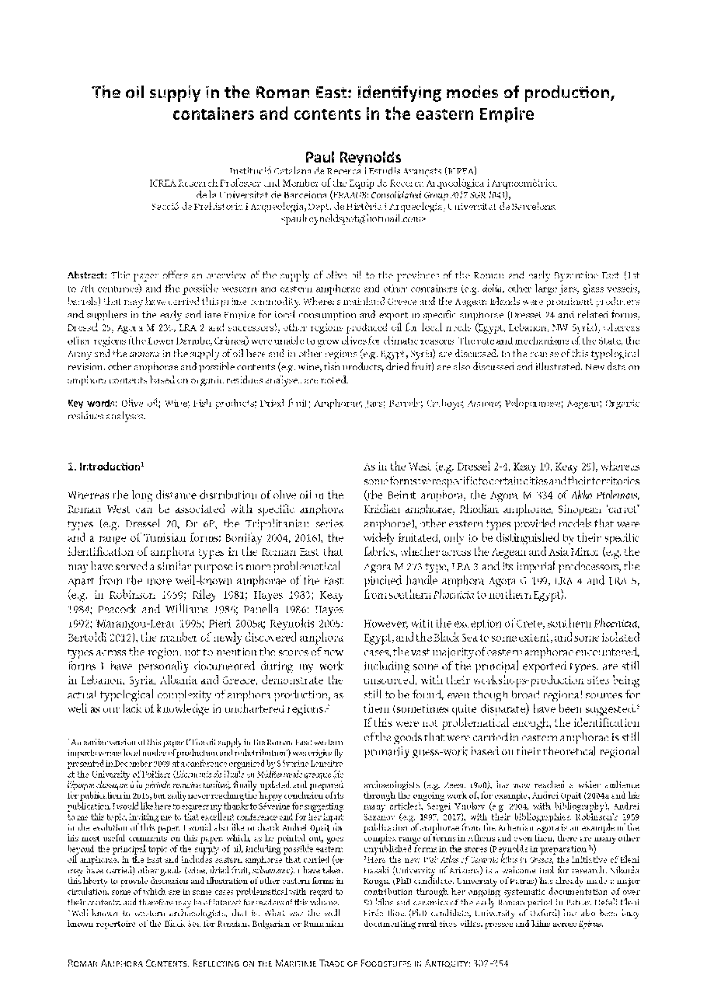 The oil supply in the Roman East: identifying modes of production,
containers and contents in the eastern Empire
Paul Reynolds
Institució Catalana de Recerca i Estudis Avançats (ICREA)
ICREA Research Professor and Member of the Equip de Recerca Arqueològica i Arqueomètrica
de la Universitat de Barcelona (ERAAUB: Consolidated Group 2017 SGR 1043),
Secció de Prehistoria i Arqueologia, Dept. de Història i Arqueologia, Universitat de Barcelona
<paulreynoldspot@hotmail.com>
Abstract: This paper offers an overview of the supply of olive oil to the provinces of the Roman and early Byzantine East (1st
to 7th centuries) and the possible western and eastern amphorae and other containers (e.g. dolia, other large jars, glass vessels,
barrels) that may have carried this prime commodity. Whereas mainland Greece and the Aegean Islands were prominent producers
and suppliers in the early and late Empire for local consumption and export in specific amphorae (Dressel 24 and related forms,
Dressel 25, Agora M 235, LRA 2 and successors), other regions produced oil for local needs (Egypt, Lebanon, NW Syria), whereas
other regions (the Lower Danube, Crimea) were unable to grow olives for climatic reasons. The role and mechanisms of the State, the
Army and the annona in the supply of oil here and in other regions (e.g. Egypt, Syria) are discussed. In the course of this typological
revision, other amphorae and possible contents (e.g. wine, fish products, dried fruit) are also discussed and illustrated. New data on
amphora contents based on organic residues analyses are noted.
Key words: Olive oil; Wine; Fish products; Dried fruit; Amphorae; Jars; Barrels; Carboys; Annona; Peloponnese; Aegean; Organic
residues analyses.
1. Introduction¹
Whereas the long distance distribution of olive oil in the
Roman West can be associated with specific amphora
types (e.g. Dressel 20, Dr 6B, the Tripolitanian series
and a range of Tunisian forms: Bonifay 2004, 2016), the
identification of amphora types in the Roman East that
may have served a similar purpose is more problematical.
Apart from the more well-known amphorae of the East
(e.g. in Robinson 1959; Riley 1981; Hayes 1983; Keay
1984; Peacock and Williams 1986; Panella 1986; Hayes
1992; Marangou-Lerat 1995; Pieri 2005a; Reynolds 2005;
Bertoldi 2012), the number of newly discovered amphora
types across the region, not to mention the scores of new
forms I have personally documented during my work
in Lebanon, Syria, Albania and Greece, demonstrate the
actual typological complexity of amphora production, as
well as our lack of knowledge in unchartered regions.²
¹ An earlier version of this paper ('The oil supply in the Roman East: western
imports versus local modes of production and redistribution') was originally
presented in December 2009 at a conference organised by Séverine Lemaître
at the University of Poitiers (L'économie de l'huile en Méditerranée grecque de
l'époque classique à la période romaine tardive), finally updated and prepared
for publication in 2015, but sadly never reaching the happy conclusion of its
publication. I would like here to express my thanks to Séverine for suggesting
to me this topic, inviting me to that excellent conference and for her input
in the evolution of this paper. I would also like to thank Andrei Opaiţ for
his most useful comments on this paper, which, as he pointed out, goes
beyond the principal topic of the supply of oil, including possible eastern
oil amphorae, in the East and includes eastern amphorae that carried (or
may have carried) other goods (wine, dried fruit, salsamenta). I have taken
this liberty to provide discussion and illustration of other eastern forms in
circulation, some of which are in some cases problematical with regard to
their contents, and therefore may be of interest for readers of this volume.
² Well known to western archaeologists, that is. What was the well-
known repertoire of the Black Sea for Russian, Bulgarian or Rumanian
As in the West (e.g. Dressel 2-4, Keay 19, Keay 25), whereas
some forms were specific to certain cities and their territories
(the Beirut amphora, the Agora M 334 of Akko Ptolemais,
Knidian amphorae, Rhodian amphorae, Sinopean 'carrot'
amphorae), other eastern types provided models that were
widely imitated, only to be distinguished by their specific
fabrics, whether across the Aegean and Asia Minor (e.g. the
Agora M 273 type, LRA 3 and its imperial predecessors, the
pinched handle amphora Agora G 199, LRA 4 and LRA 5,
from southern Phoenicia to northern Egypt).
However, with the exception of Crete, southern Phoenicia,
Egypt, and the Black Sea to some extent, and some isolated
cases, the vast majority of eastern amphorae encountered,
including some of the principal exported types, are still
unsourced, with their workshops-production sites being
still to be found, even though broad regional sources for
them (sometimes quite disparate) have been suggested.³
If this were not problematical enough, the identification
of the goods that were carried in eastern amphorae is still
primarily guess-work based on their theoretical regional
archaeologists (e.g. Zeest 1960), has now reached a wider audience
through the ongoing work of, for example, Andrei Opaiţ (2004a and his
many articles), Sergei Vnukov (e.g. 2004, with bibliography), Andrei
Sazanov (e.g. 1997, 2017), with their bibliographies. Robinson's 1959
publication of amphorae from the Athenian Agora is an example of the
complex range of forms in Athens and even then, there are many other
unpublished forms in the stores (Reynolds in preparation b)
³ Here the new Web Atlas of Ceramic kilns in Greece, the initiative of Eleni
Hasaki (University of Arizona) is a welcome tool for research. Nikoula
Kougia (PhD candidate, University of Patras) has already made a major
contribution through her ongoing systematic documentation of over
50 kilns and ceramics of the early Roman period in Patras.
(PhD candidate, University of Oxford) has also been busy
documenting rural sites, villas, presses and kilns across Epirus.
Roman Amphora Contents. Reflecting on the Maritime Trade of Foodstuffs in Antiquity: 307–354